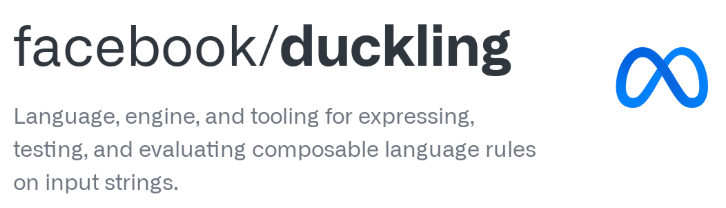 facebook/duckling
Language, engine, and tooling for expressing,
testing, and evaluating composable language rules
on input strings.